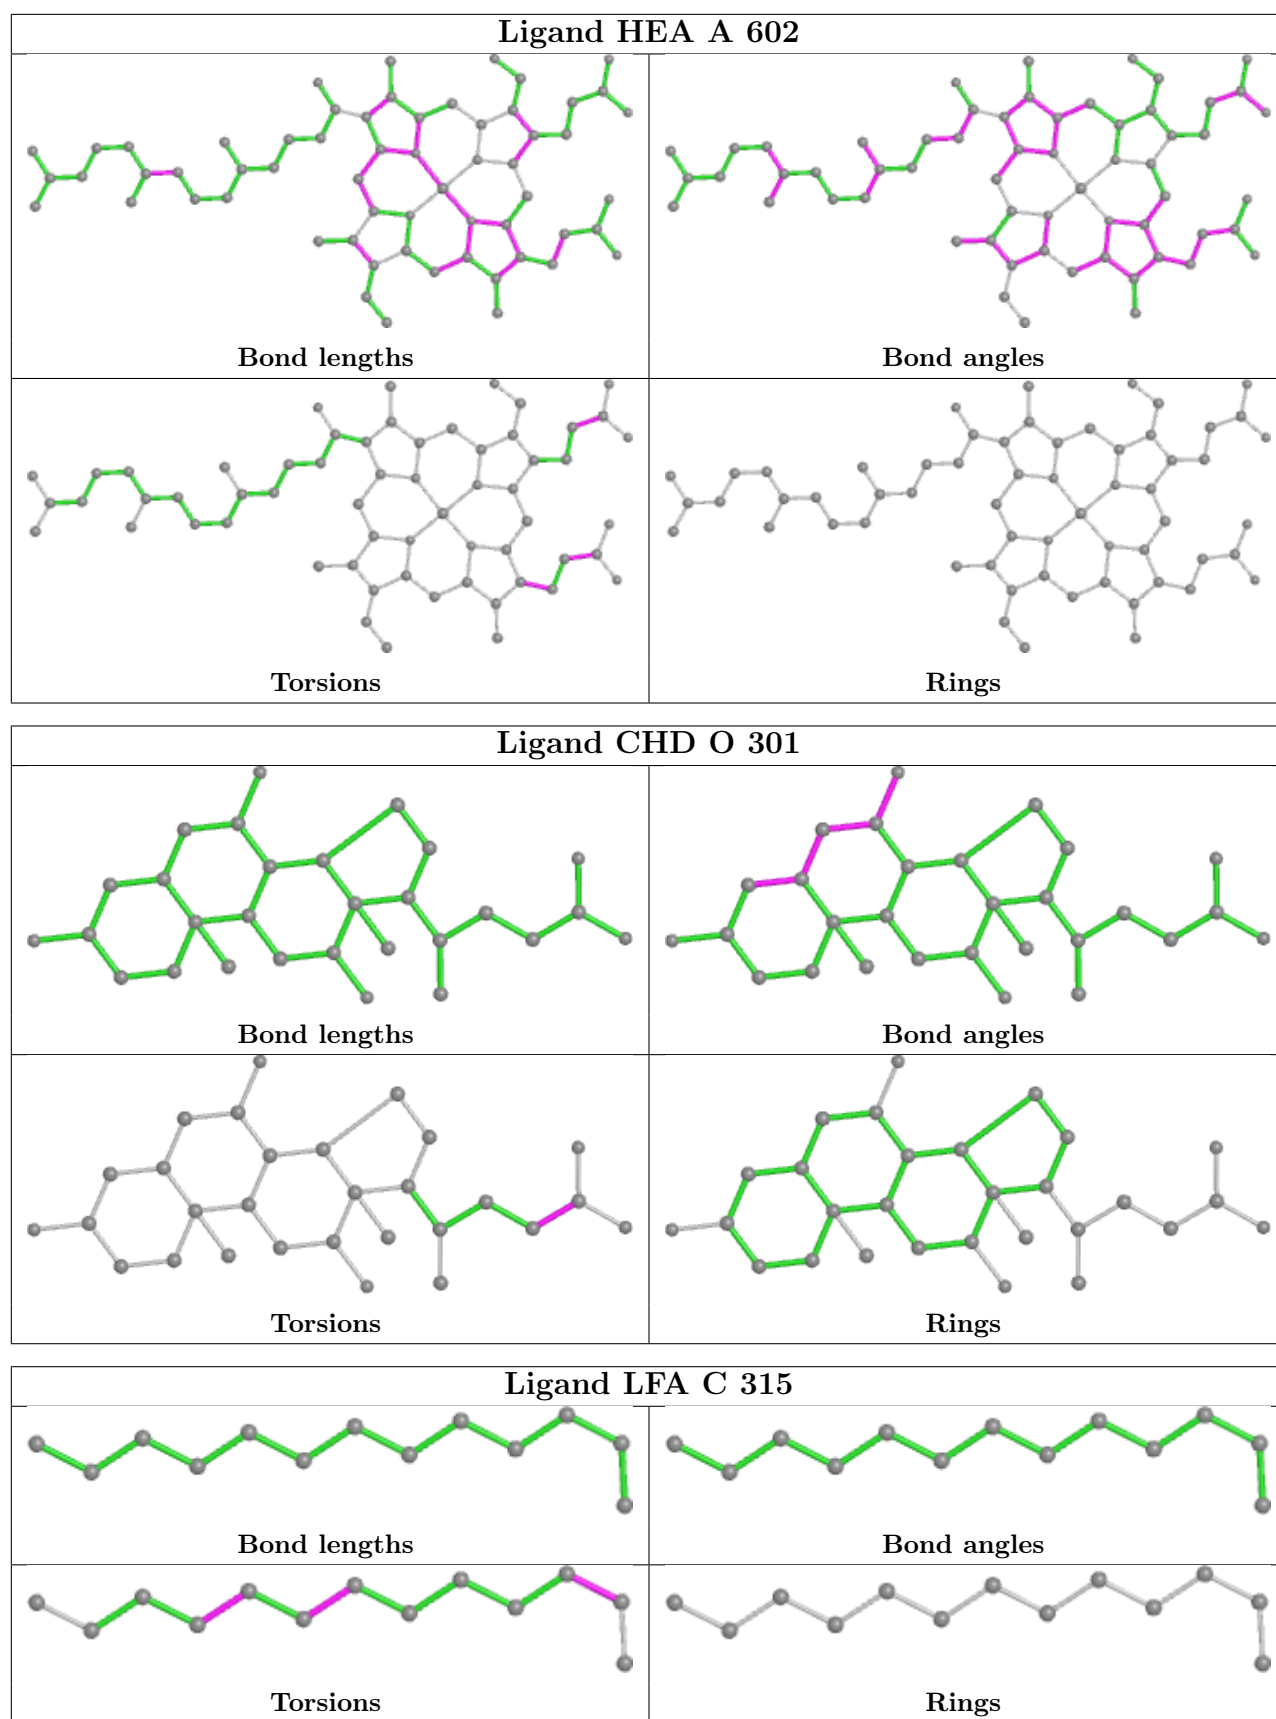 Ligand HEA A 602
Bond lengths
Bond angles
Torsions
Rings
Ligand CHD O 301
Bond lengths
Bond angles
Torsions
Rings
Ligand LFA C 315
Bond lengths
Bond angles
Torsions
Rings